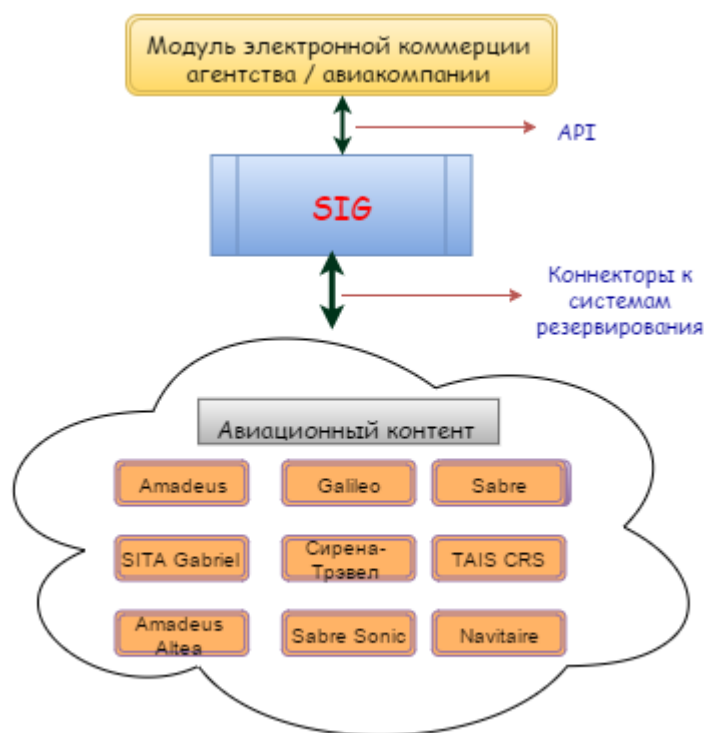 Модуль электронной коммерции
агентства / авиакомпании
API
SIG
Коннекторы к
системам
резервирования
Авиационный контент
Amadeus
Galileo
Sabre
SITA Gabriel
Сирена-
Трэвел
TAIS CRS
Amadeus
Altea
Sabre Sonic
Navitaire